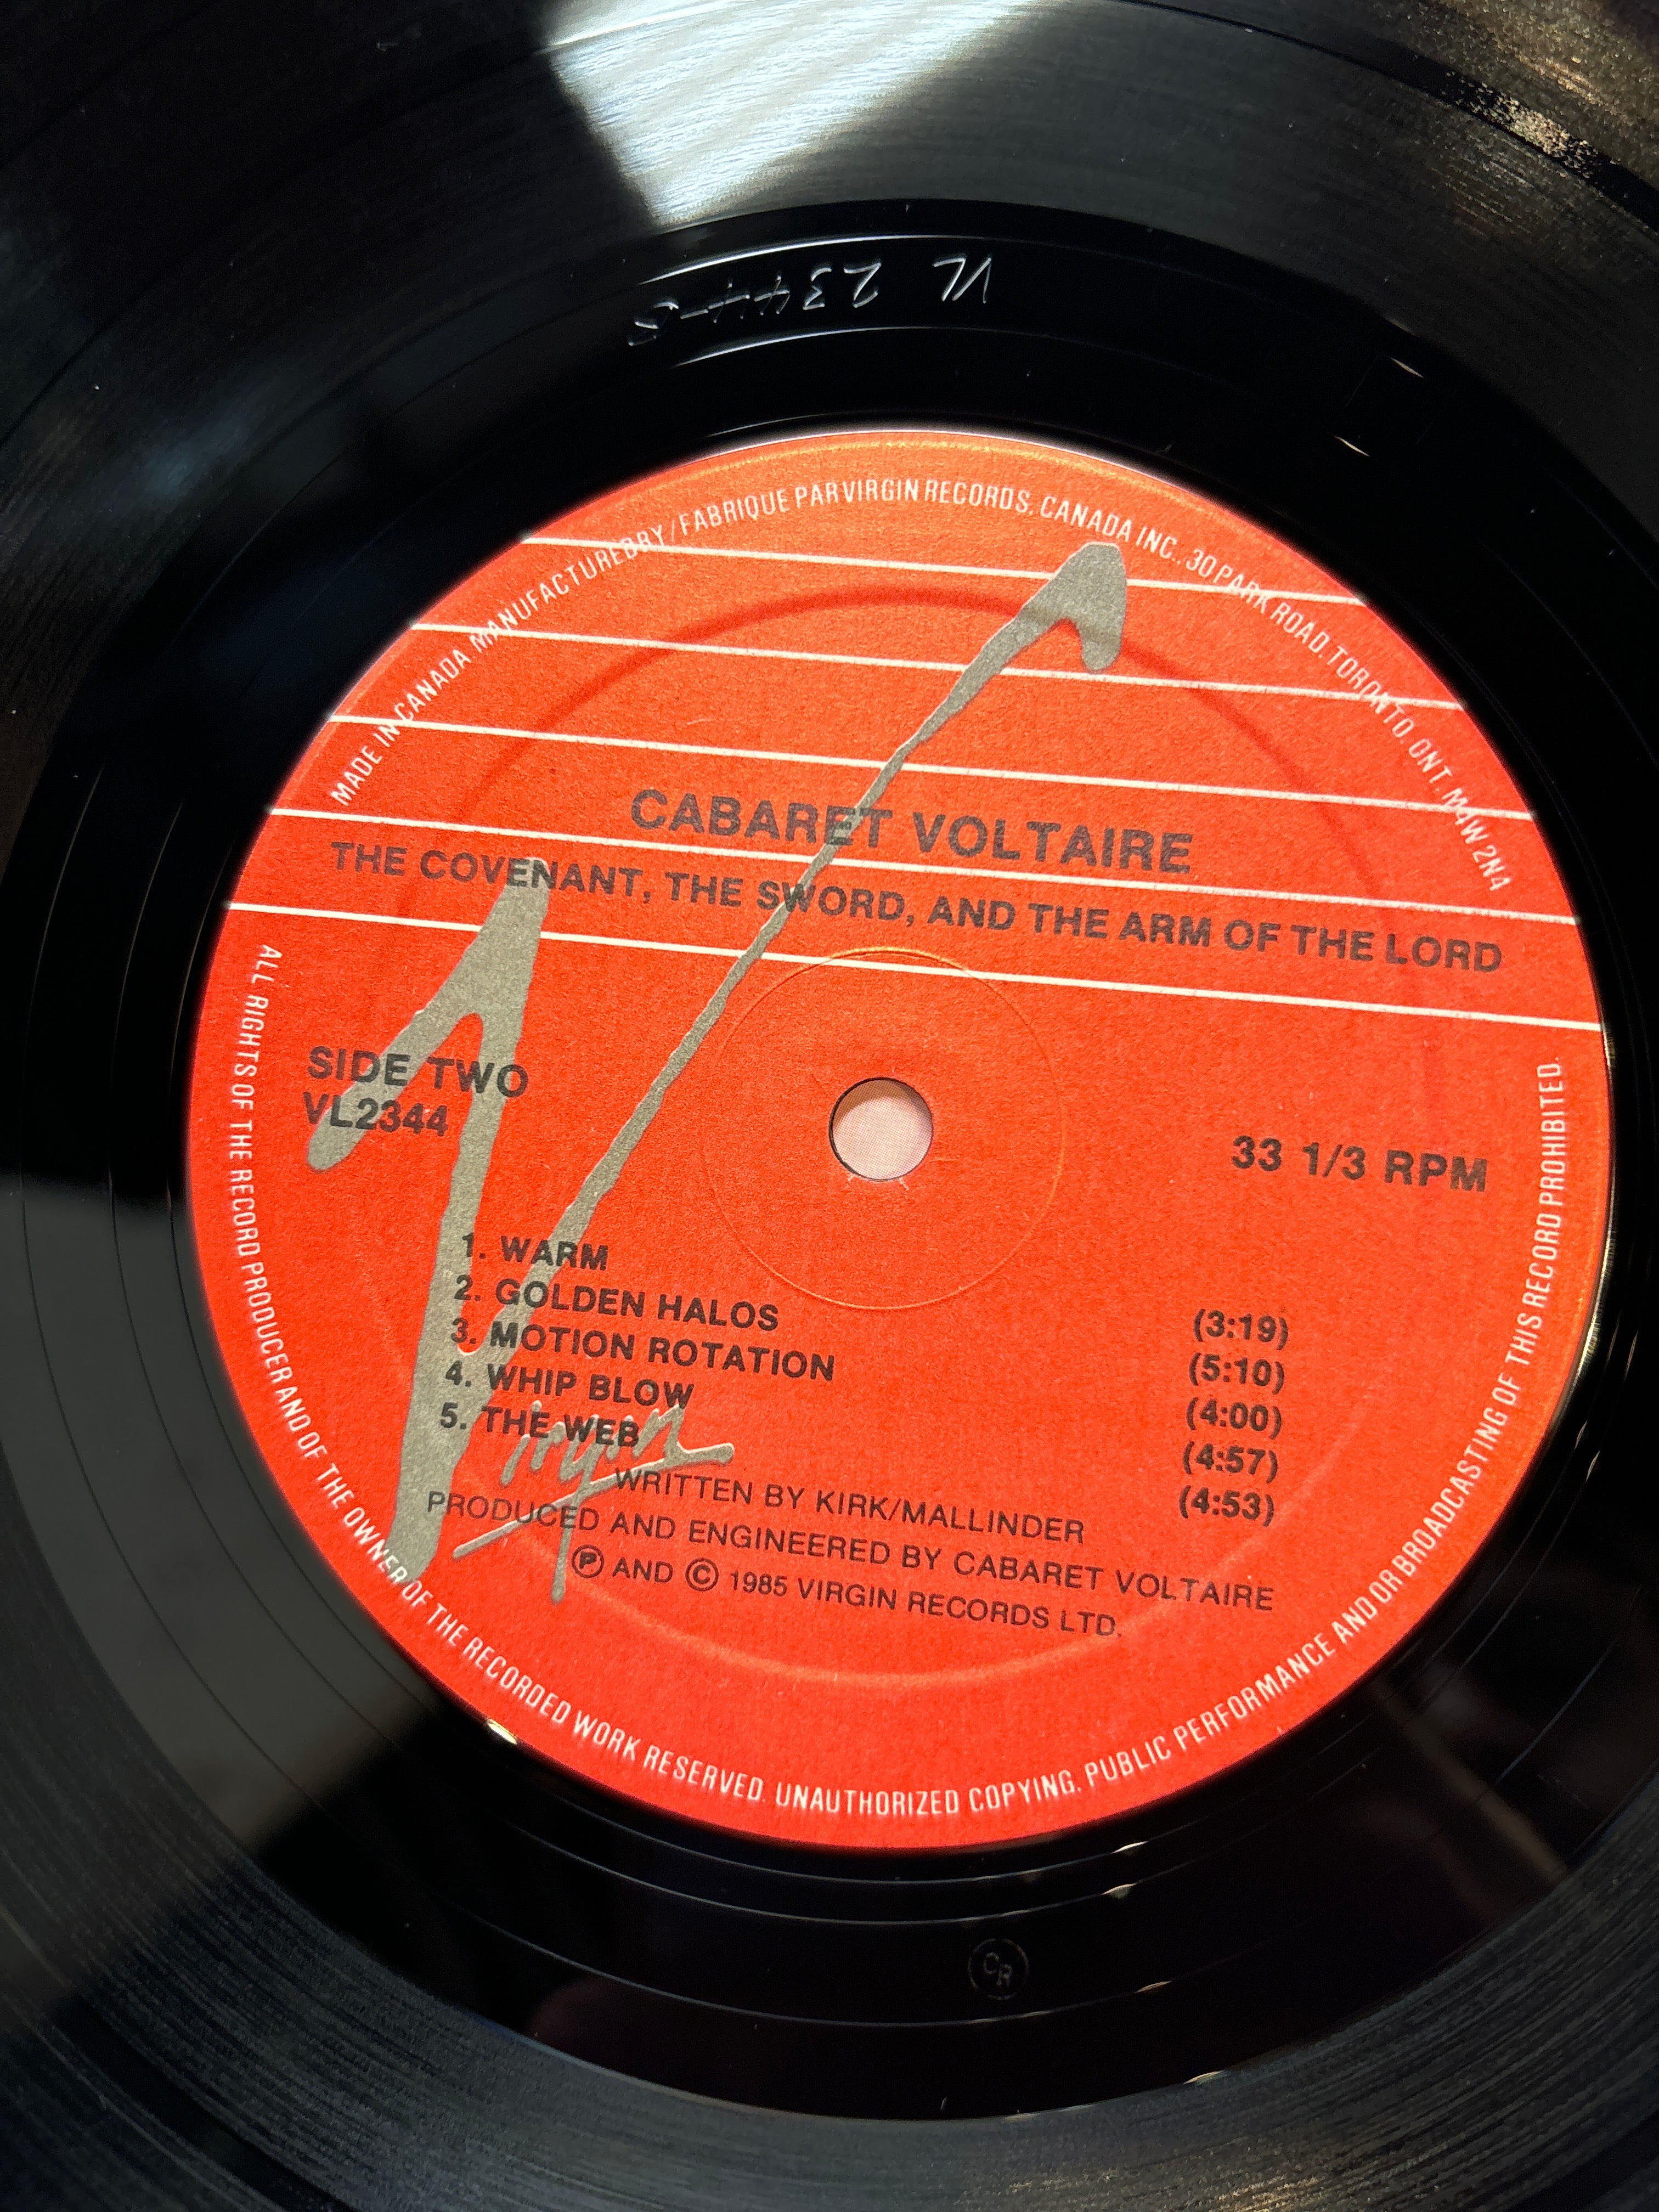 VL 2344-B
MADE IN CANADA. MANUFACTURED BY / FABRIQUE PAR VIRGIN RECORDS, CANADA INC., 30 PARK ROAD, TORONTO, ONT. M4W 2N4
CABARET VOLTAIRE
THE COVENANT, THE SWORD, AND THE ARM OF THE LORD
SIDE TWO
VL2344
33 1/3 RPM
1. WARM (3:19)
2. GOLDEN HALOS (5:10)
3. MOTION ROTATION (4:00)
4. WHIP BLOW (4:57)
5. THE WEB (4:53)
Virgin
WRITTEN BY KIRK/MALLINDER
PRODUCED AND ENGINEERED BY CABARET VOLTAIRE
Ⓟ AND © 1985 VIRGIN RECORDS LTD.
ALL RIGHTS OF THE RECORD PRODUCER AND OF THE OWNER OF THE RECORDED WORK RESERVED. UNAUTHORIZED COPYING, PUBLIC PERFORMANCE AND OR BROADCASTING OF THIS RECORD PROHIBITED.
CR